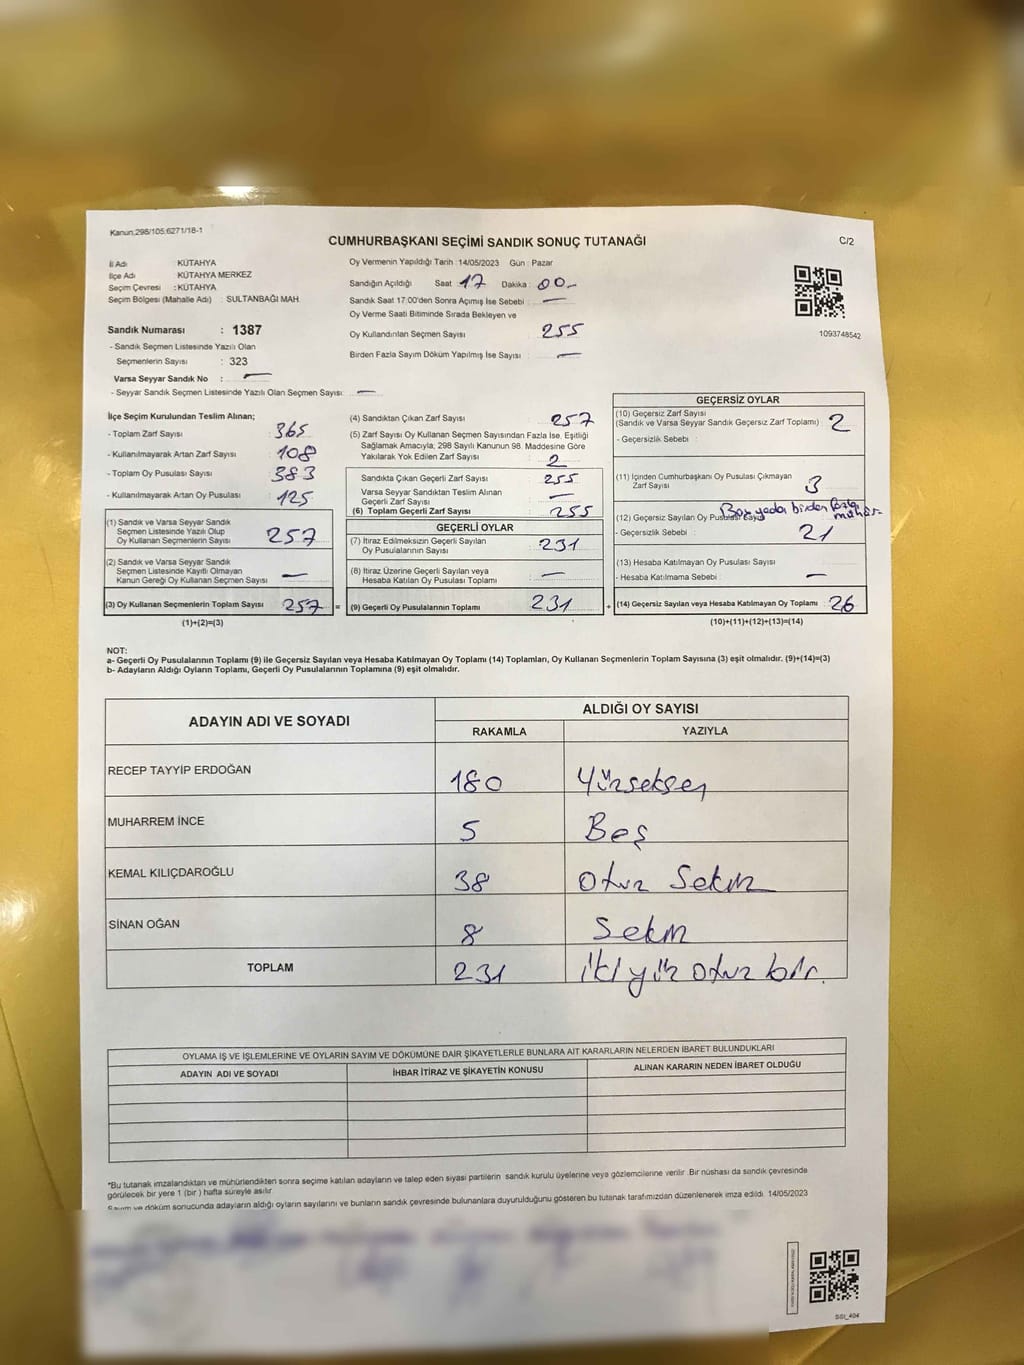 Kanun:298/105:6271/18-1
CUMHURBAŞKANI SEÇİMİ SANDIK SONUÇ TUTANAĞI
C/2
İl Adı : KÜTAHYA
İlçe Adı : KÜTAHYA MERKEZ
Seçim Çevresi : KÜTAHYA
Seçim Bölgesi (Mahalle Adı) : SULTANBAĞI MAH.
Sandık Numarası : 1387
- Sandık Seçmen Listesinde Yazılı Olan
Seçmenlerin Sayısı : 323
Varsa Seyyar Sandık No : —
- Seyyar Sandık Seçmen Listesinde Yazılı Olan Seçmen Sayısı: —
Oy Vermenin Yapıldığı Tarih :14/05/2023 Gün : Pazar
Sandığın Açıldığı Saat 17 Dakika : 00-
Sandık Saat 17:00'den Sonra Açımış İse Sebebi : —
Oy Verme Saati Bitiminde Sırada Bekleyen ve
Oy Kullandırılan Seçmen Sayısı 255
Birden Fazla Sayım Döküm Yapılmış İse Sayısı : —
1093748542
İlçe Seçim Kurulundan Teslim Alınan;
- Toplam Zarf Sayısı : 365
- Kullanılmayarak Artan Zarf Sayısı : 108
- Toplam Oy Pusulası Sayısı : 383
- Kullanılmayarak Artan Oy Pusulası : 125
(1) Sandık ve Varsa Seyyar Sandık
Seçmen Listesinde Yazılı Olup
Oy Kullanan Seçmenlerin Sayısı 257
(2) Sandık ve Varsa Seyyar Sandık
Seçmen Listesinde Kayıtlı Olmayan
Kanun Gereği Oy Kullanan Seçmen Sayısı —
(3) Oy Kullanan Seçmenlerin Toplam Sayısı 257 =
(1)+(2)=(3)
(4) Sandıktan Çıkan Zarf Sayısı 257
(5) Zarf Sayısı Oy Kullanan Seçmen Sayısından Fazla İse, Eşitliği
Sağlamak Amacıyla, 298 Sayılı Kanunun 98. Maddesine Göre
Yakılarak Yok Edilen Zarf Sayısı 2
Sandıkta Çıkan Geçerli Zarf Sayısı 255
Varsa Seyyar Sandıktan Teslim Alınan
Geçerli Zarf Sayısı —
(6) Toplam Geçerli Zarf Sayısı 255
GEÇERLİ OYLAR
(7) İtiraz Edilmeksizin Geçerli Sayılan
Oy Pusulalarının Sayısı 231
(8) İtiraz Üzerine Geçerli Sayılan veya
Hesaba Katılan Oy Pusulası Toplamı —
(9) Geçerli Oy Pusulalarının Toplamı 231 +
GEÇERSİZ OYLAR
(10) Geçersiz Zarf Sayısı
(Sandık ve Varsa Seyyar Sandık Geçersiz Zarf Toplamı) 2
- Geçersizlik Sebebi :
(11) İçinden Cumhurbaşkanı Oy Pusulası Çıkmayan
Zarf Sayısı 3
(12) Geçersiz Sayılan Oy Pusulası Sayısı Boş yada birden fazla mühür
- Geçersizlik Sebebi : 21
(13) Hesaba Katılmayan Oy Pusulası Sayısı
- Hesaba Katılmama Sebebi : —
(14) Geçersiz Sayılan veya Hesaba Katılmayan Oy Toplamı 26
(10)+(11)+(12)+(13)=(14)
NOT:
a- Geçerli Oy Pusulalarının Toplamı (9) ile Geçersiz Sayılan veya Hesaba Katılmayan Oy Toplamı (14) Toplamları, Oy Kullanan Seçmenlerin Toplam Sayısına (3) eşit olmalıdır. (9)+(14)=(3)
b- Adayların Aldığı Oyların Toplamı, Geçerli Oy Pusulalarının Toplamına (9) eşit olmalıdır.
ADAYIN ADI VE SOYADI
ALDIĞI OY SAYISI
RAKAMLA YAZIYLA
RECEP TAYYİP ERDOĞAN 180 Yüzseksen
MUHARREM İNCE 5 Beş
KEMAL KILIÇDAROĞLU 38 Otuz Sekiz
SİNAN OĞAN 8 Sekiz
TOPLAM 231 İki yüz otuz bir.
OYLAMA İŞ VE İŞLEMLERİNE VE OYLARIN SAYIM VE DÖKÜMÜNE DAİR ŞİKAYETLERLE BUNLARA AİT KARARLARIN NELERDEN İBARET BULUNDUKLARI
ADAYIN ADI VE SOYADI İHBAR İTİRAZ VE ŞİKAYETİN KONUSU ALINAN KARARIN NEDEN İBARET OLDUĞU
*Bu tutanak imzalandıktan ve mühürlendikten sonra seçime katılan adayların ve talep eden siyasi partilerin sandık kurulu üyelerine veya gözlemcilerine verilir .Bir nüshası da sandık çevresinde
görülecek bir yere 1 (bir ) hafta süreyle asılır.
Sayım ve döküm sonucunda adayların aldığı oyların sayılarını ve bunların sandık çevresinde bulunanlara duyurulduğunu gösteren bu tutanak tarafımızdan düzenlenerek imza edildi. 14/05/2023
SSI_404